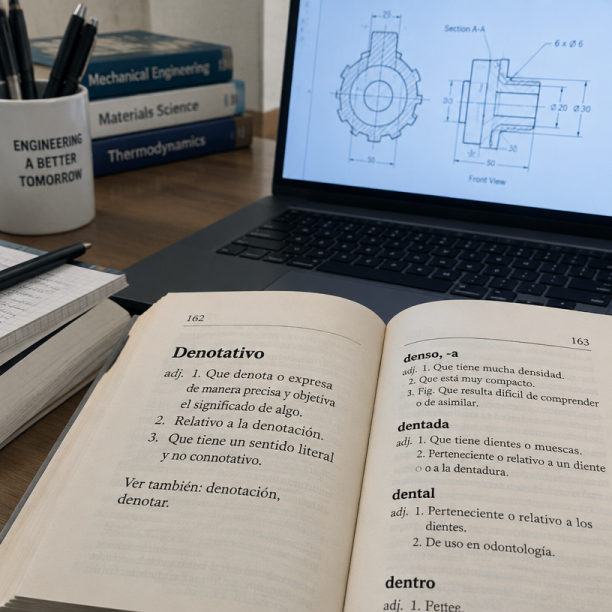 ENGINEERING
A BETTER
TOMORROW
Mechanical Engineering
Materials Science
Thermodynamics
25
50
Section A-A
6 x Ø 6
Ø 20
Ø 30
30
50
Front View
162
Denotativo
adj. 1. Que denota o expresa
de manera precisa y objetiva
el significado de algo.
2. Relativo a la denotación.
3. Que tiene un sentido literal
y no connotativo.
Ver también: denotación,
denotar.
163
denso, -a
adj. 1. Que tiene mucha densidad.
2. Que está muy compacto.
3. Fig. Que resulta difícil de comprender
o de asimilar.
dentada
adj. 1. Que tiene dientes o muescas.
2. Perteneciente o relativo a un diente
o a la dentadura.
dental
adj. 1. Perteneciente o relativo a los
dientes.
2. De uso en odontología.
dentro
adj. 1.